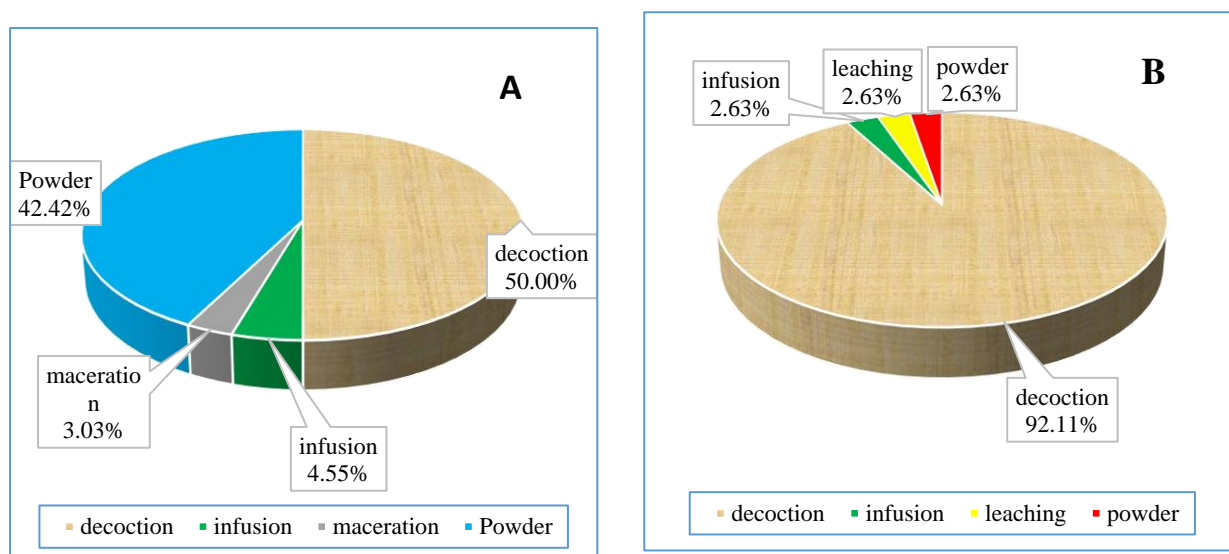 A
Powder
42.42%
decoction
50.00%
maceratio
n
3.03%
infusion
4.55%
decoction infusion maceration Powder
B
infusion
2.63%
leaching
2.63%
powder
2.63%
decoction
92.11%
decoction infusion leaching powder